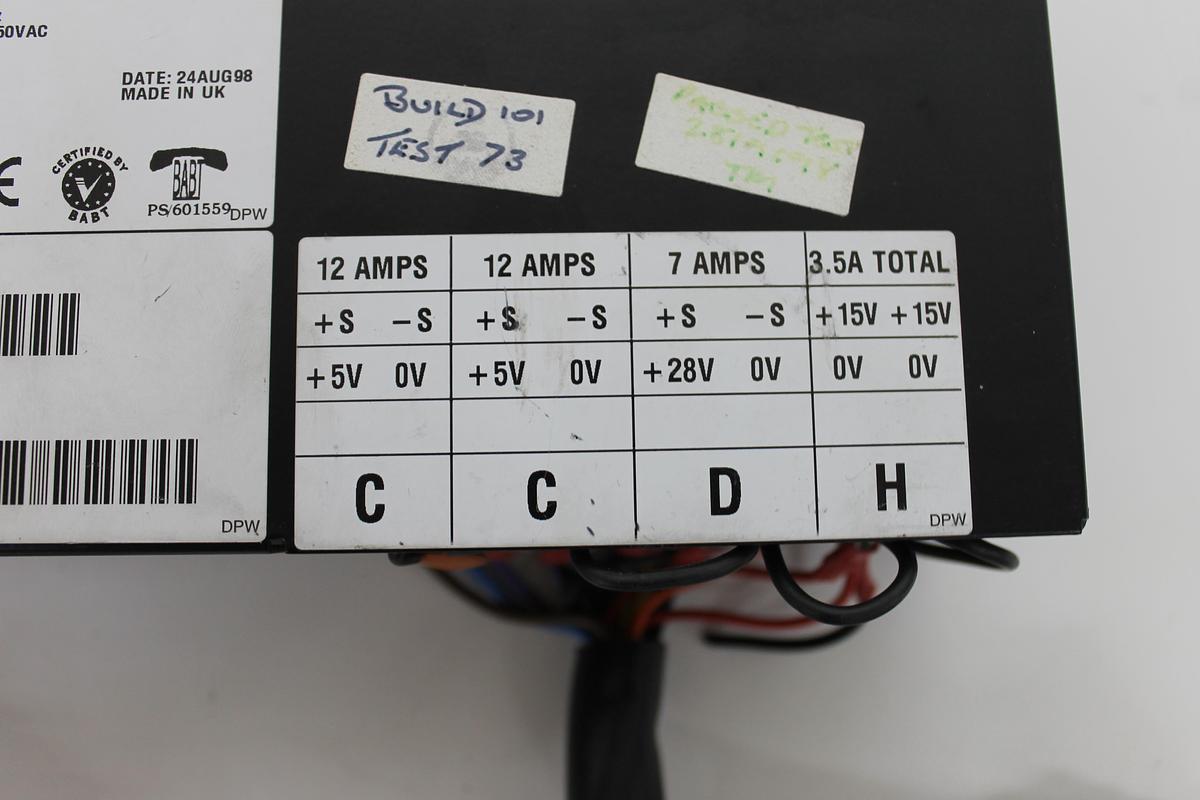 50VAC
DATE: 24AUG98
MADE IN UK
CE
CERTIFIED BY
BABT
BABT
PS/601559
DPW
DPW
BUILD 101
TEST 73
PASSED
12 AMPS 12 AMPS 7 AMPS 3.5A TOTAL
+S -S +S -S +S -S +15V +15V
+5V 0V +5V 0V +28V 0V 0V 0V
C C D H
DPW